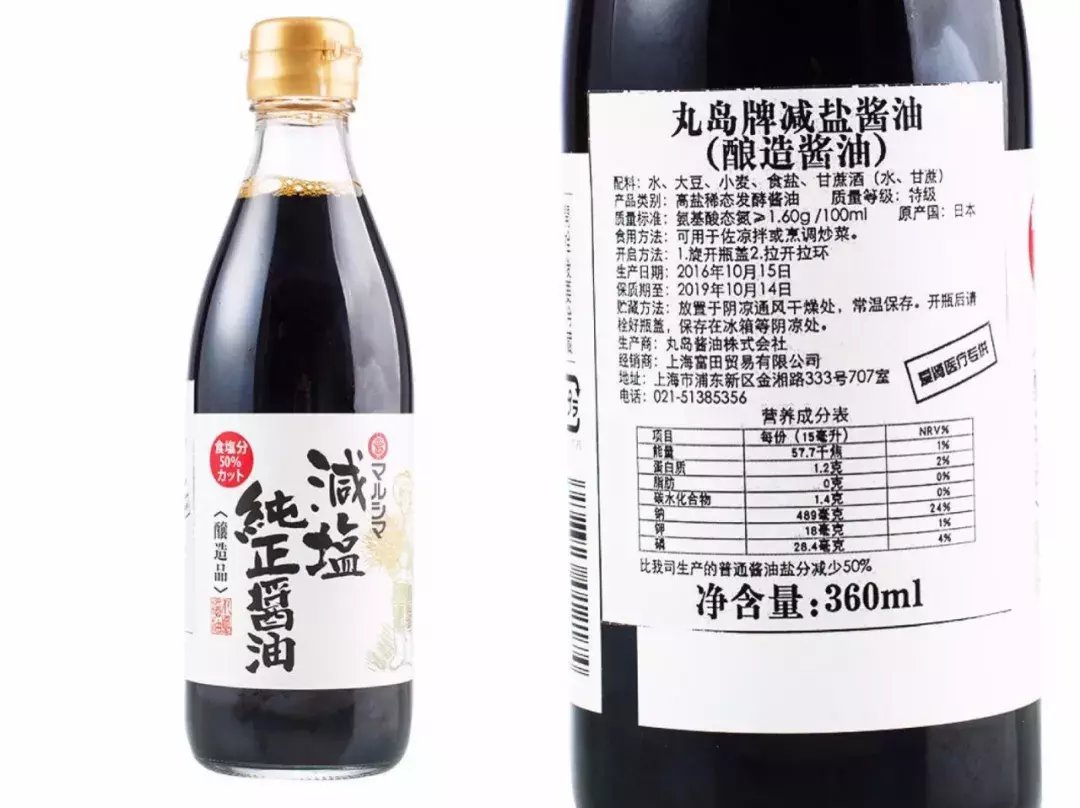 食塩分
50%
カット
マルシマ
減塩
純正醤油
〈醸造品〉
丸岛牌减盐酱油
(酿造酱油)
配料：水、大豆、小麦、食盐、甘蔗酒（水、甘蔗）
产品类别：高盐稀态发酵酱油 质量等级：特级
质量标准：氨基酸态氮≥1.60g/100ml 原产国：日本
食用方法：可用于佐凉拌或烹调炒菜。
开启方法：1.旋开瓶盖2.拉开拉环
生产日期：2016年10月15日
保质期至：2019年10月14日
贮藏方法：放置于阴凉通风干燥处，常温保存。开瓶后请
栓好瓶盖，保存在冰箱等阴凉处。
生产商：丸岛酱油株式会社
经销商：上海富田贸易有限公司
地址：上海市浦东新区金湘路333号707室
电话：021-51385356
爱肾医疗专供
营养成分表
项目 每份（15毫升） NRV%
能量 57.7千焦 1%
蛋白质 1.2克 2%
脂肪 0克 0%
碳水化合物 1.4克 0%
钠 489毫克 24%
钾 18毫克 1%
磷 28.4毫克 4%
比我司生产的普通酱油盐分减少50%
净含量：360ml